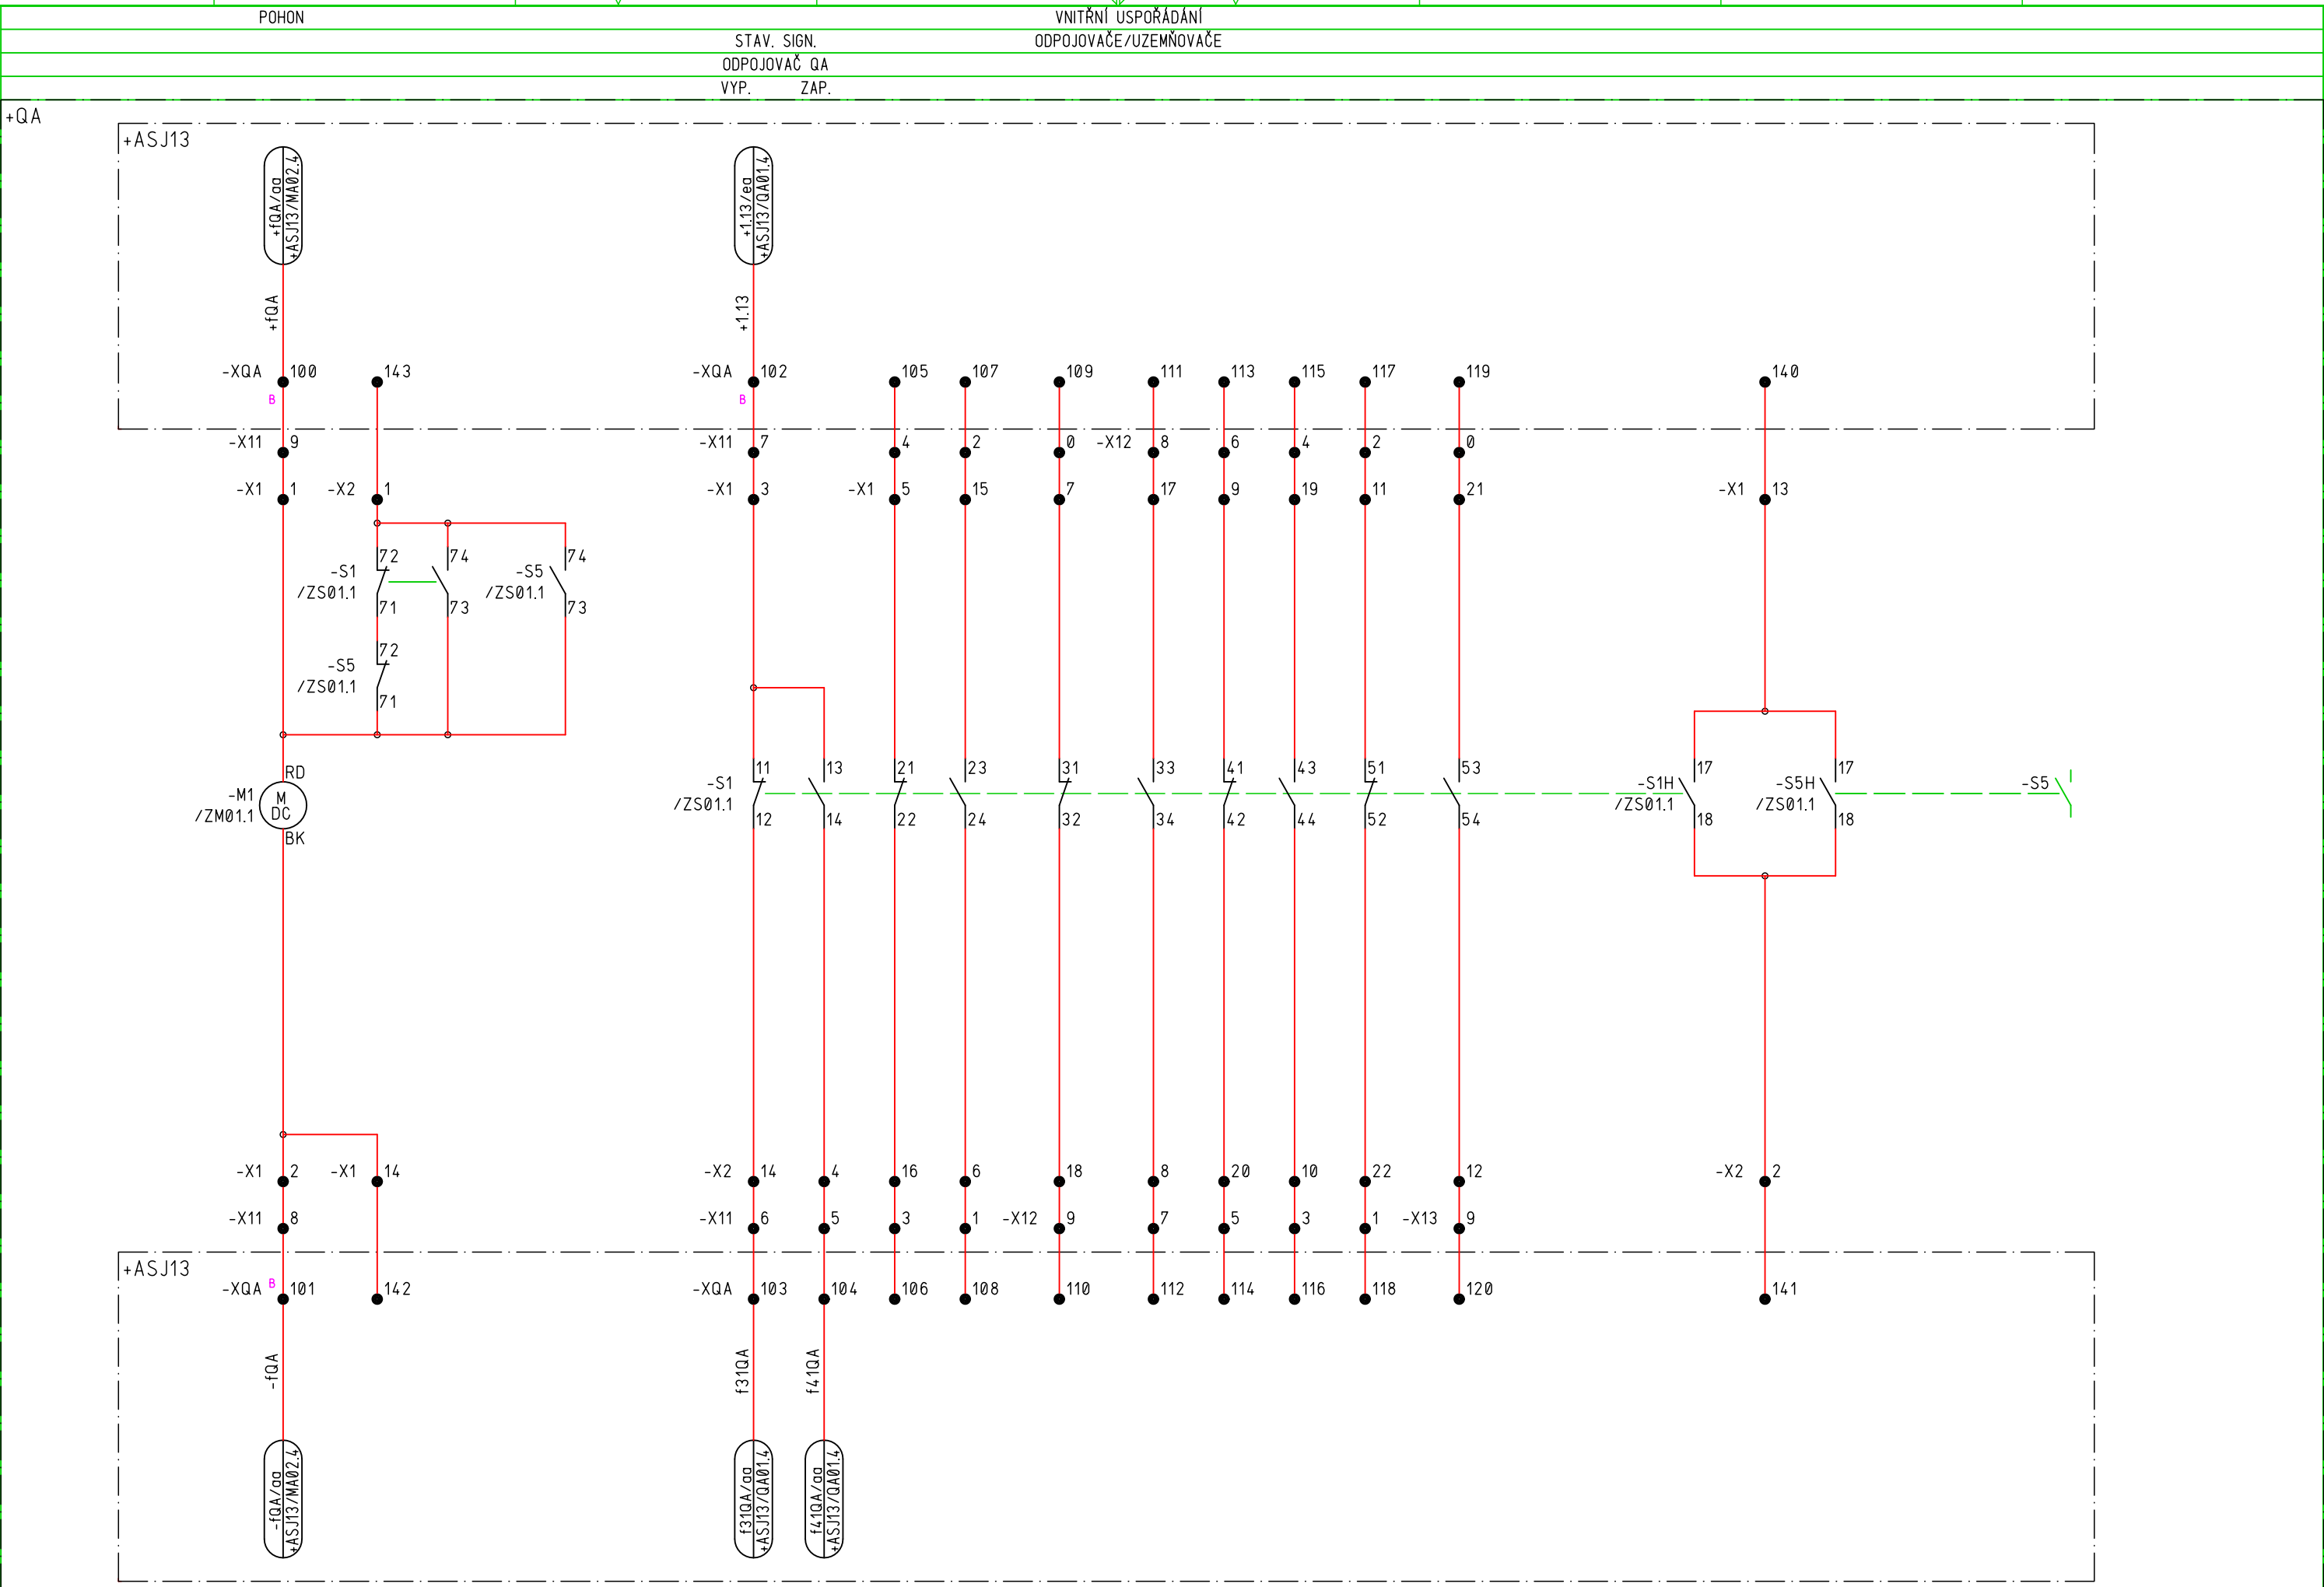 POHON VNITŘNÍ USPOŘÁDÁNÍ
STAV. SIGN. ODPOJOVAČE/UZEMŇOVAČE
ODPOJOVAČ QA
VYP. ZAP.
+QA
+ASJ13
+fQA/aa
+ASJ13/MA02.4
+1.13/ea
+ASJ13/QA01.4
+fQA
+1.13
-XQA 100 143 -XQA 102 105 107 109 111 113 115 117 119 140
B B
-X11 9 -X11 7 4 2 0 -X12 8 6 4 2 0
-X1 1 -X2 1 -X1 3 -X1 5 15 7 17 9 19 11 21 -X1 13
72 74 74
-S1 -S5
/ZS01.1 /ZS01.1
71 73 73
72
-S5
/ZS01.1
71
RD 11 13 21 23 31 33 41 43 51 53 17 17
-M1 M -S1 -S1H -S5H -S5
/ZM01.1 DC /ZS01.1 /ZS01.1 /ZS01.1
BK 12 14 22 24 32 34 42 44 52 54 18 18
-X1 2 -X1 14 -X2 14 4 16 6 18 8 20 10 22 12 -X2 2
-X11 8 -X11 6 5 3 1 -X12 9 7 5 3 1 -X13 9
+ASJ13
B
-XQA 101 142 -XQA 103 104 106 108 110 112 114 116 118 120 141
-fQA
f31QA
f41QA
-fQA/aa
+ASJ13/MA02.4
f31QA/aa
+ASJ13/QA01.4
f41QA/aa
+ASJ13/QA01.4